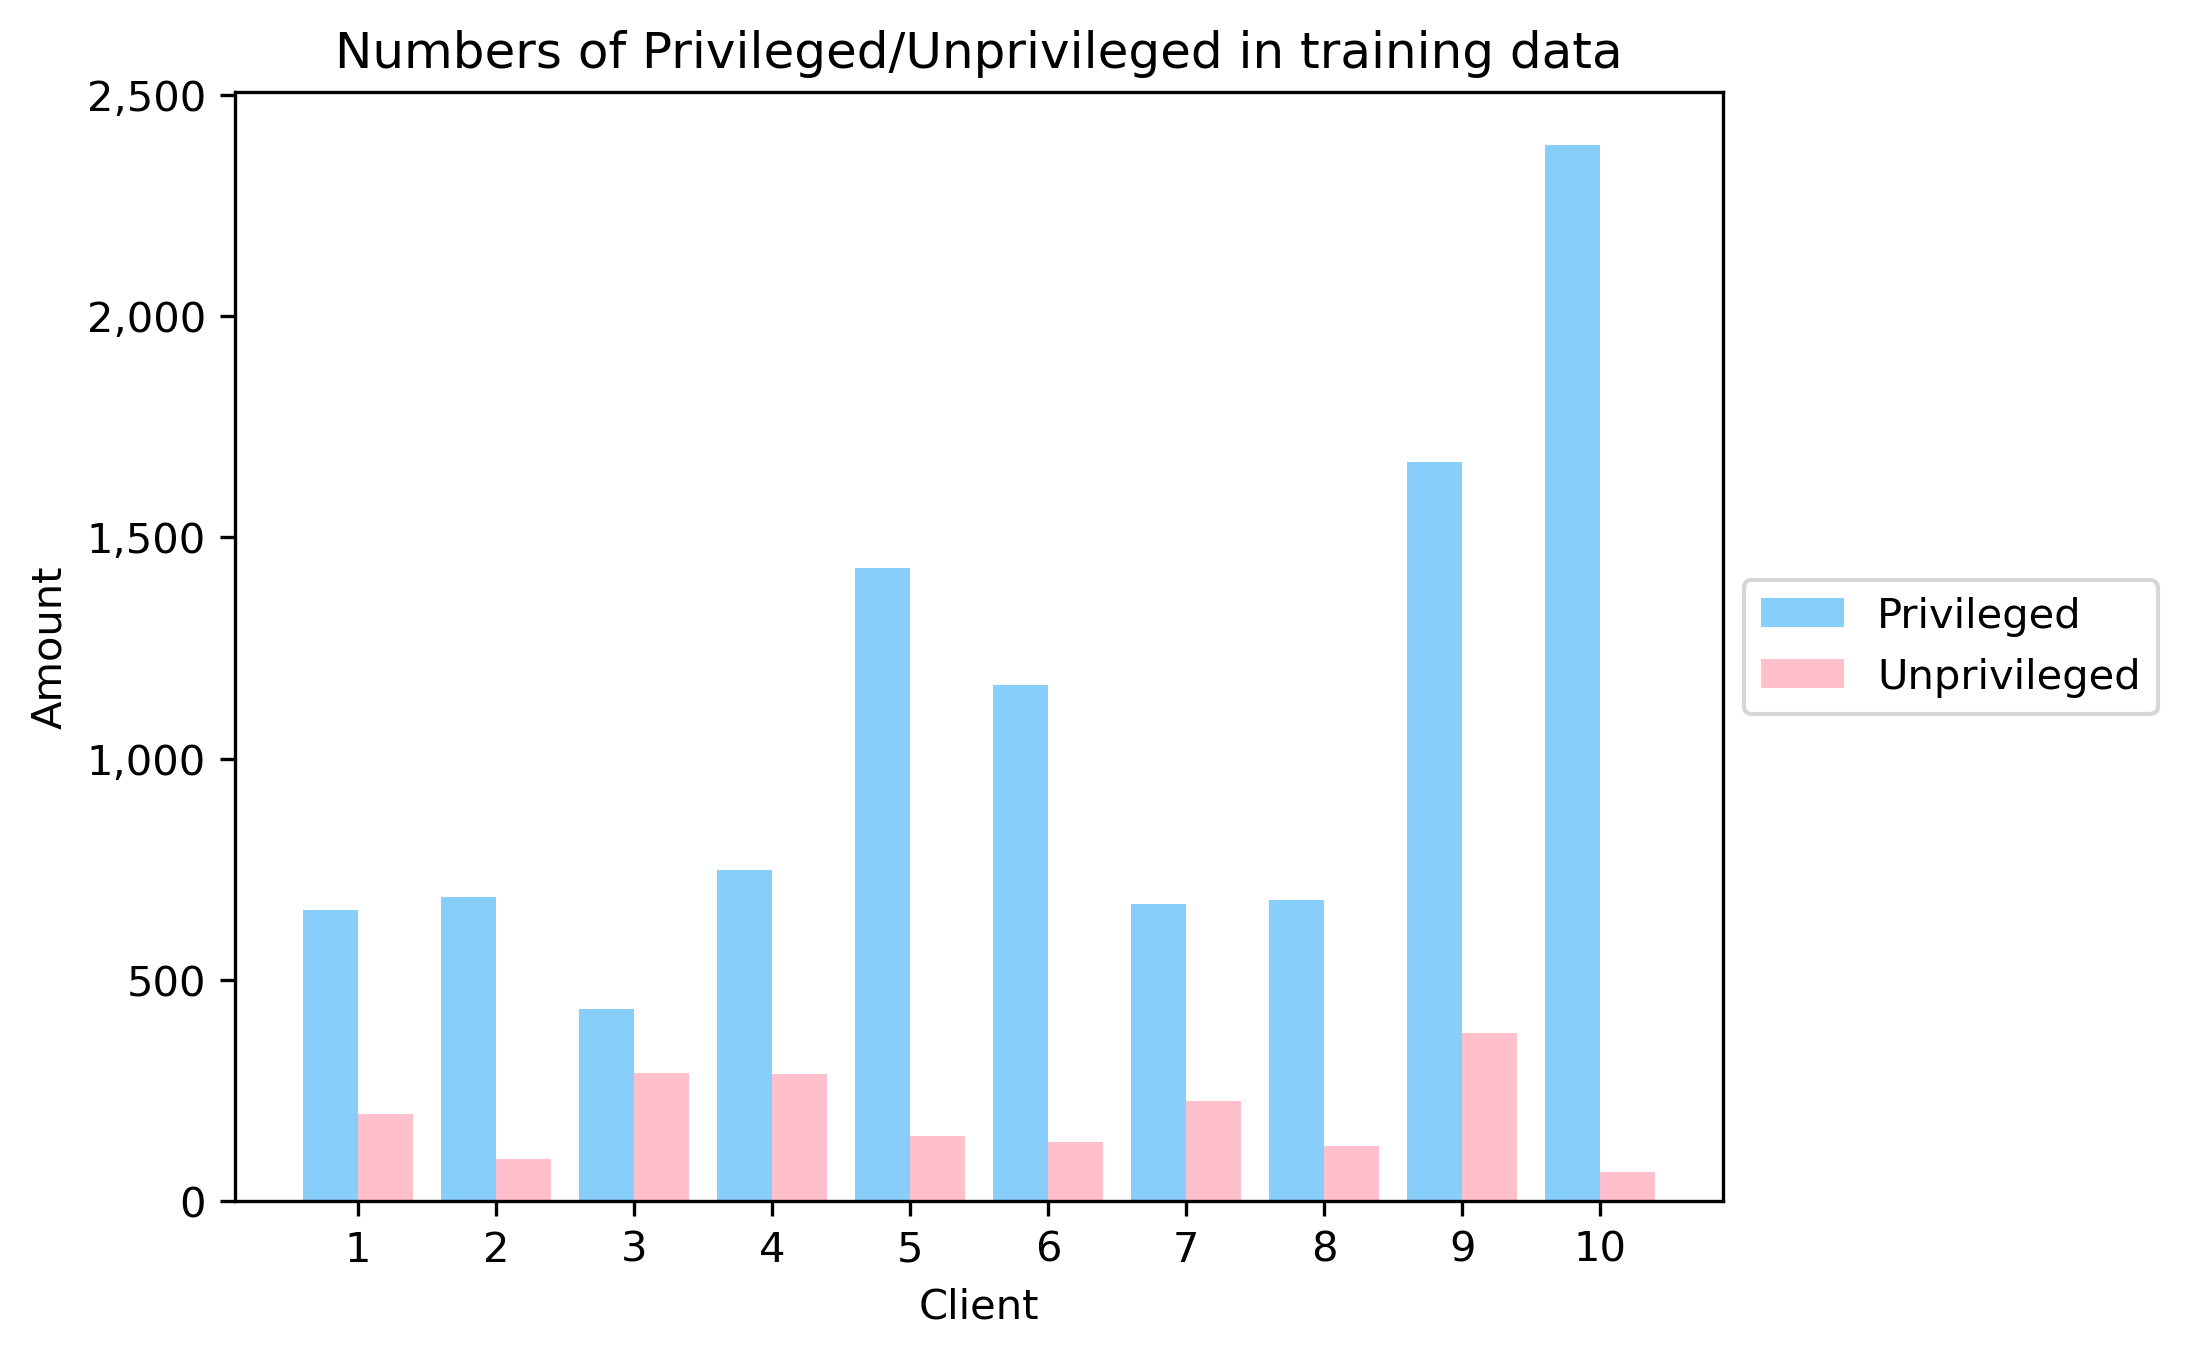 Numbers of Privileged/Unprivileged in training data
2,500
2,000
1,500
1,000
500
0
Amount
1 2 3 4 5 6 7 8 9 10
Client
Privileged
Unprivileged